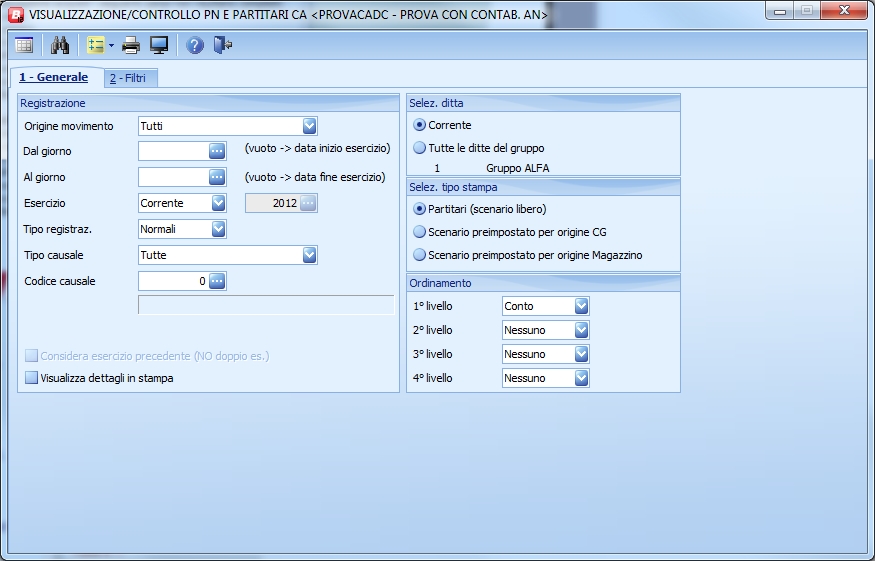 VISUALIZZAZIONE/CONTROLLO PN E PARTITARI CA <PROVACADC - PROVA CON CONTAB. AN>
1 - Generale
2 - Filtri
Registrazione
Origine movimento Tutti
Dal giorno (vuoto -> data inizio esercizio)
Al giorno (vuoto -> data fine esercizio)
Esercizio Corrente 2012
Tipo registraz. Normali
Tipo causale Tutte
Codice causale 0
Considera esercizio precedente (NO doppio es.)
Visualizza dettagli in stampa
Selez. ditta
Corrente
Tutte le ditte del gruppo
1 Gruppo ALFA
Selez. tipo stampa
Partitari (scenario libero)
Scenario preimpostato per origine CG
Scenario preimpostato per origine Magazzino
Ordinamento
1° livello Conto
2° livello Nessuno
3° livello Nessuno
4° livello Nessuno